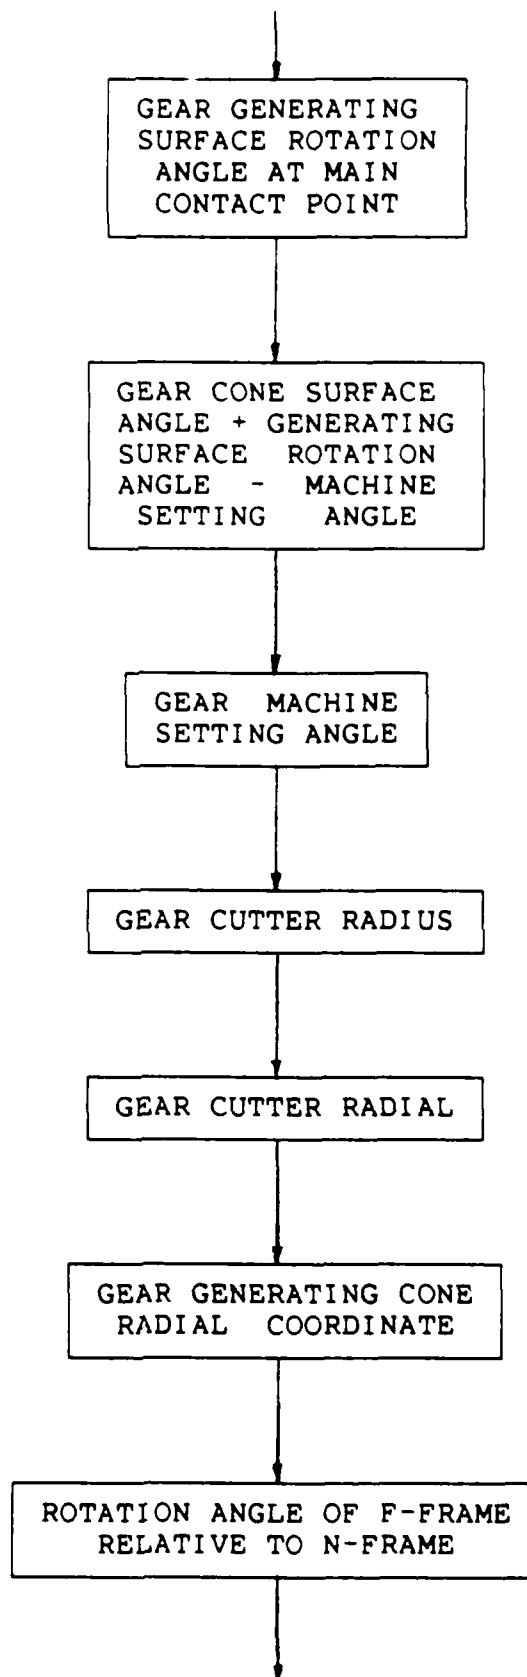 GEAR GENERATING
SURFACE ROTATION
ANGLE AT MAIN
CONTACT POINT
GEAR CONE SURFACE
ANGLE + GENERATING
SURFACE ROTATION
ANGLE - MACHINE
SETTING ANGLE
GEAR MACHINE
SETTING ANGLE
GEAR CUTTER RADIUS
GEAR CUTTER RADIAL
GEAR GENERATING CONE
RADIAL COORDINATE
ROTATION ANGLE OF F-FRAME
RELATIVE TO N-FRAME